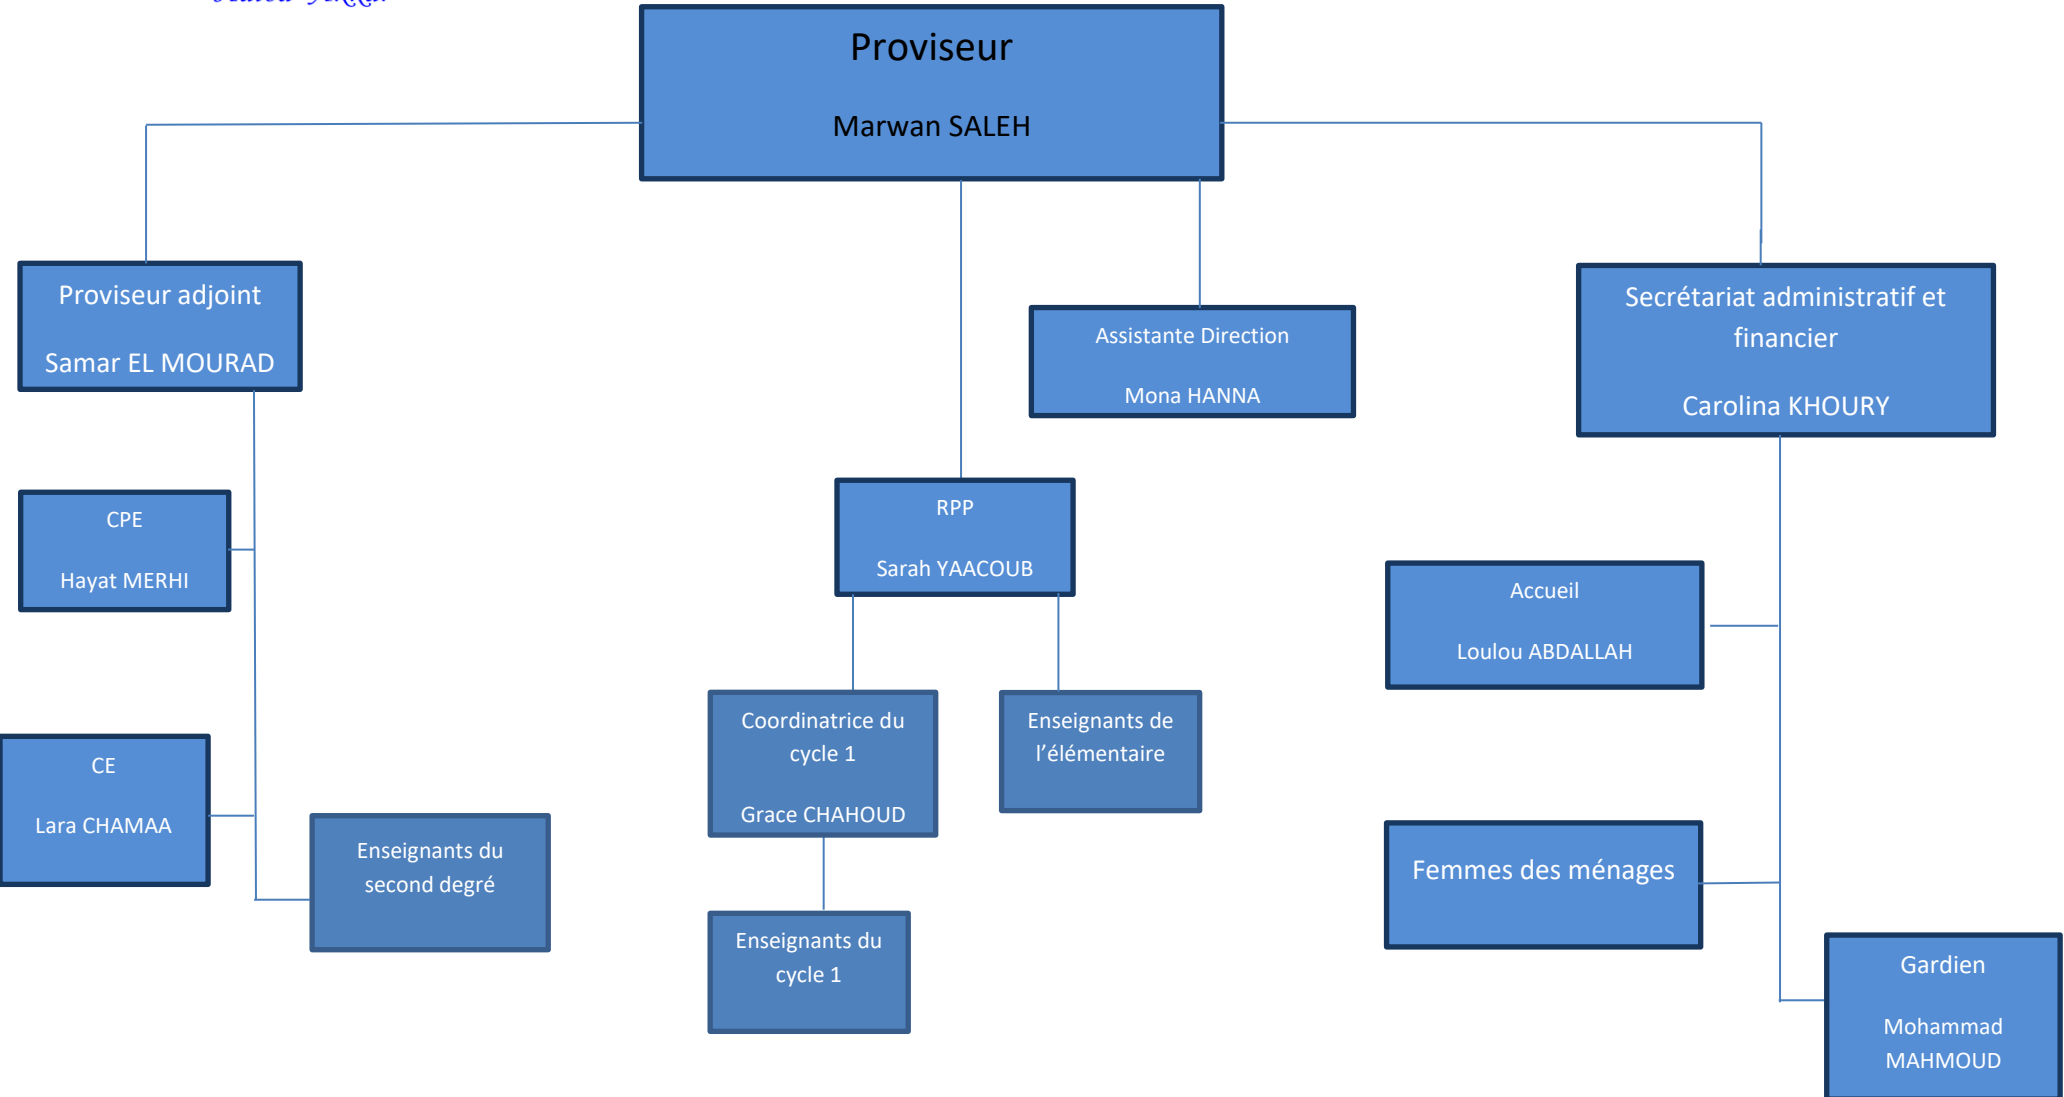 Proviseur
Marwan SALEH
Proviseur adjoint
Samar EL MOURAD
Assistante Direction
Mona HANNA
Secrétariat administratif et
financier
Carolina KHOURY
CPE
Hayat MERHI
RPP
Sarah YAACOUB
Accueil
Loulou ABDALLAH
CE
Lara CHAMAA
Enseignants du
second degré
Coordinatrice du
cycle 1
Grace CHAHOUD
Enseignants de
l’élémentaire
Enseignants du
cycle 1
Femmes des ménages
Gardien
Mohammad
MAHMOUD